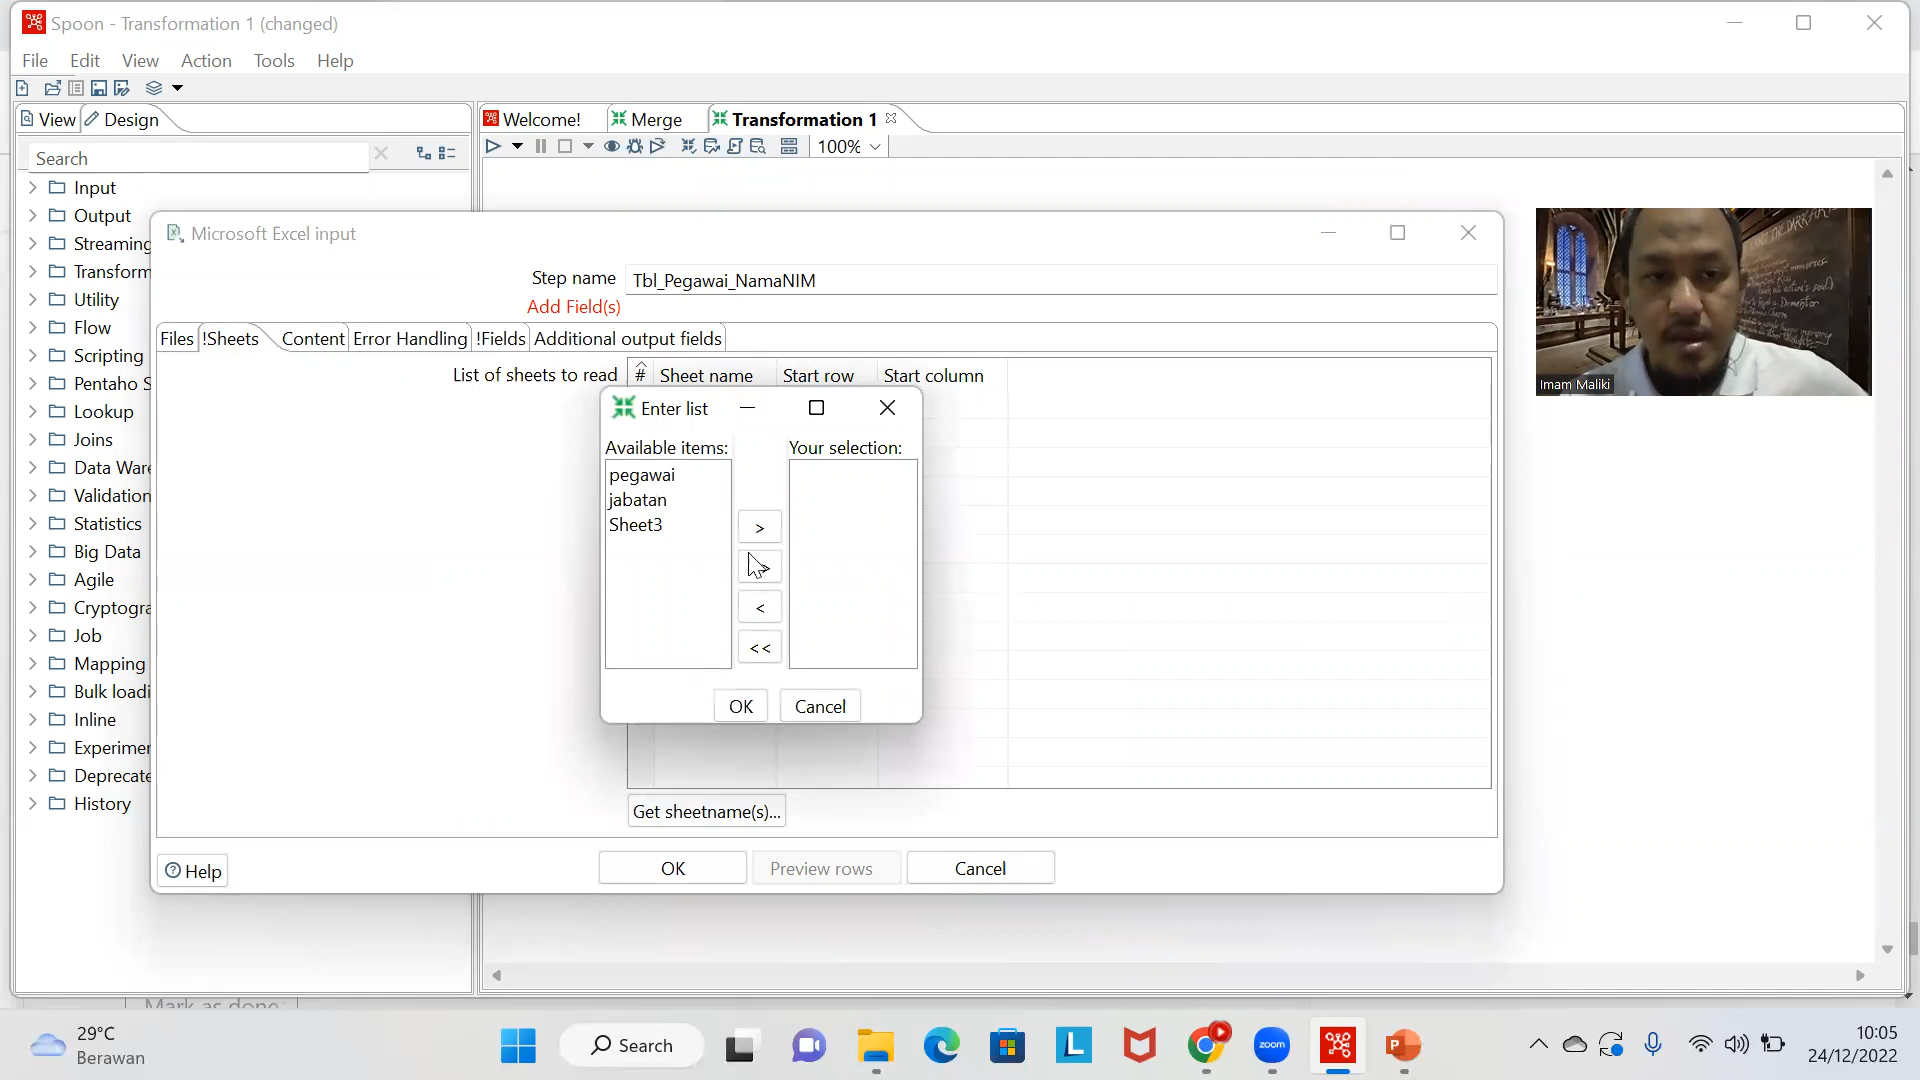 Spoon - Transformation 1 (changed)
File Edit View Action Tools Help
View Design
Welcome! Merge Transformation 1
Search
100%
Input
Output
Streaming
Transform
Utility
Flow
Scripting
Pentaho S
Lookup
Joins
Data Ware
Validation
Statistics
Big Data
Agile
Cryptogra
Job
Mapping
Bulk loadi
Inline
Experimer
Deprecate
History
Microsoft Excel input
Step name Tbl_Pegawai_NamaNIM
Add Field(s)
Files !Sheets Content Error Handling !Fields Additional output fields
List of sheets to read # Sheet name Start row Start column
Enter list
Available items: Your selection:
pegawai
jabatan
Sheet3
>
>
<
<<
OK Cancel
Get sheetname(s)...
Help OK Preview rows Cancel
Imam Maliki
Mark as done
29°C
Berawan
Search
zoom
10:05
24/12/2022